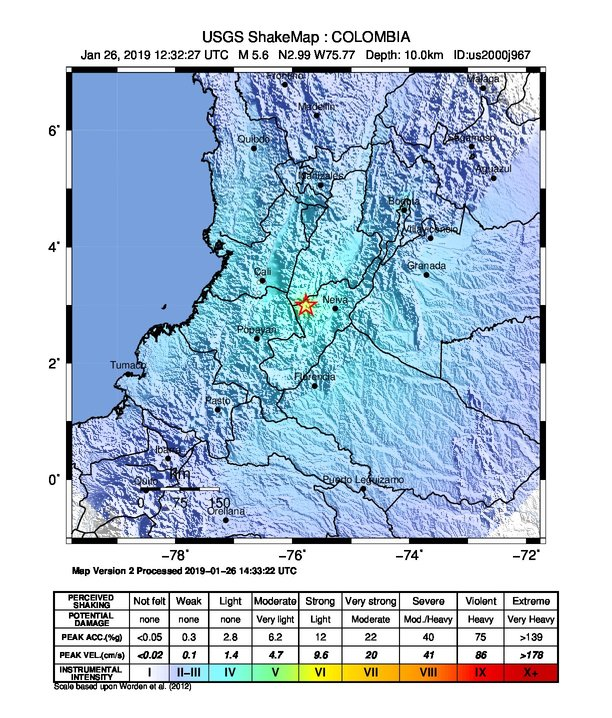 USGS ShakeMap : COLOMBIA
Jan 26, 2019 12:32:27 UTC M 5.6 N2.99 W75.77 Depth: 10.0km ID:us2000j967
Frontino
Malaga
Medellin
6°
Quibdo
Sogamoso
Manizales
Aguazul
Bogota
Villavicencio
4°
Cali
Granada
Neiva
Popayan
2°
Tumaco
Florencia
Pasto
Ibarra
km
0°
Quito
Puerto Leguizamo
0 75 150
Orellana
−78° −76° −74° −72°
Map Version 2 Processed 2019−01−26 14:33:22 UTC
PERCEIVED SHAKING Not felt Weak Light Moderate Strong Very strong Severe Violent Extreme
POTENTIAL DAMAGE none none none Very light Light Moderate Mod./Heavy Heavy Very Heavy
PEAK ACC.(%g) <0.05 0.3 2.8 6.2 12 22 40 75 >139
PEAK VEL.(cm/s) <0.02 0.1 1.4 4.7 9.6 20 41 86 >178
INSTRUMENTAL INTENSITY I II−III IV V VI VII VIII IX X+
Scale based upon Worden et al. (2012)